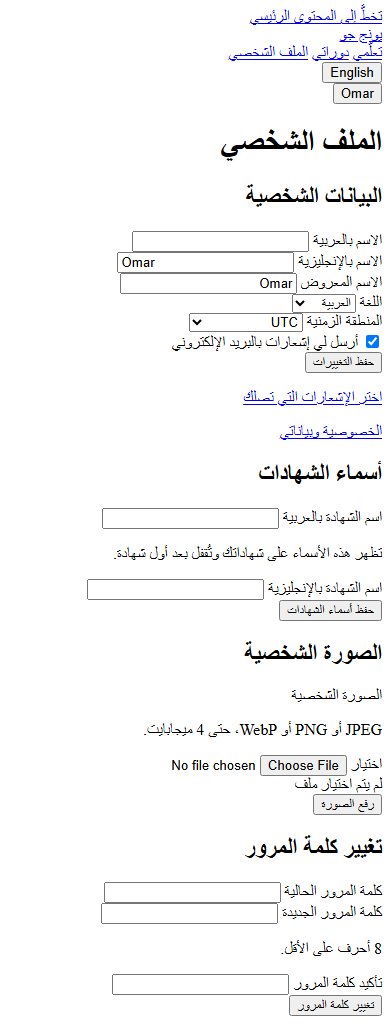 تخطَّ إلى المحتوى الرئيسي
يونج جو
تعلّمي دوراتي الملف الشخصي
English
Omar
الملف الشخصي
البيانات الشخصية
الاسم بالعربية
الاسم بالإنجليزية Omar
الاسم المعروض Omar
اللغة العربية
المنطقة الزمنية UTC
أرسل لي إشعارات بالبريد الإلكتروني
حفظ التغييرات
اختر الإشعارات التي تصلك
الخصوصية وبياناتي
أسماء الشهادات
اسم الشهادة بالعربية
تظهر هذه الأسماء على شهاداتك وتُقفل بعد أول شهادة.
اسم الشهادة بالإنجليزية
حفظ أسماء الشهادات
الصورة الشخصية
الصورة الشخصية
JPEG أو PNG أو WebP، حتى 4 ميجابايت.
اختيار Choose File No file chosen
لم يتم اختيار ملف
رفع الصورة
تغيير كلمة المرور
كلمة المرور الحالية
كلمة المرور الجديدة
8 أحرف على الأقل.
تأكيد كلمة المرور
تغيير كلمة المرور